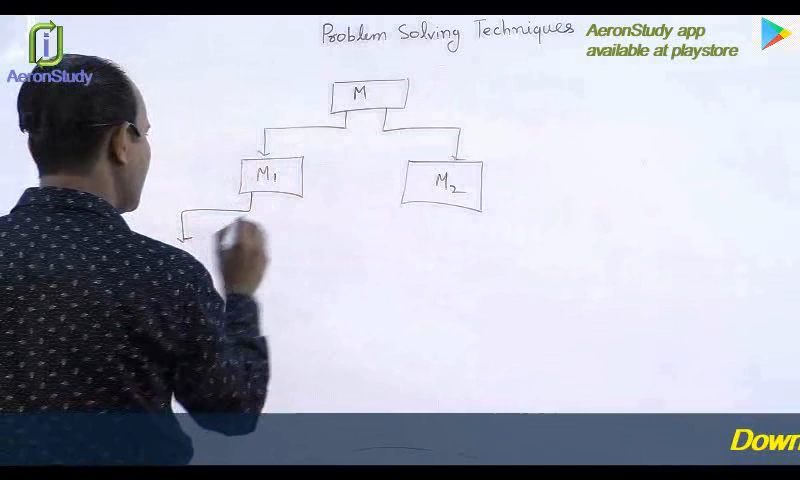 Problem Solving Techniques
AeronStudy app
available at playstore
AeronStudy
M
M1
M2
Down